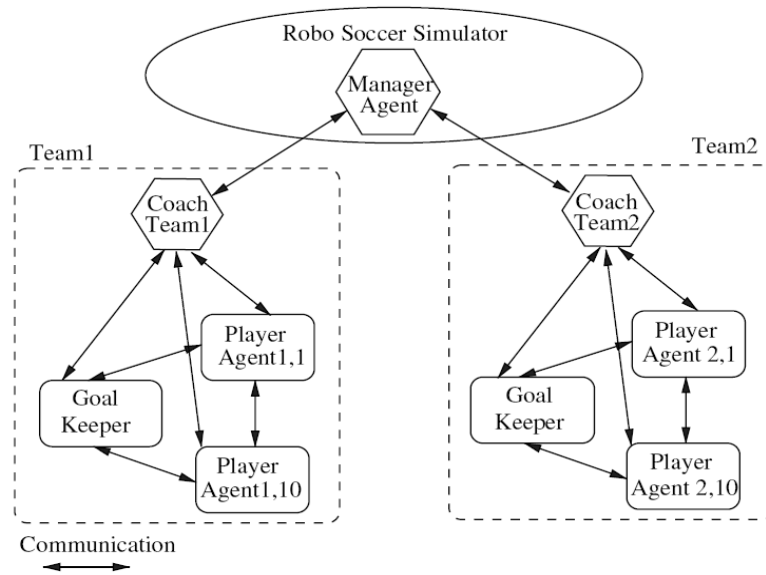 Robo Soccer Simulator
Manager
Agent
Team1
Team2
Coach
Team1
Coach
Team2
Player
Agent1,1
Goal
Keeper
Player
Agent1,10
Player
Agent 2,1
Goal
Keeper
Player
Agent 2,10
Communication